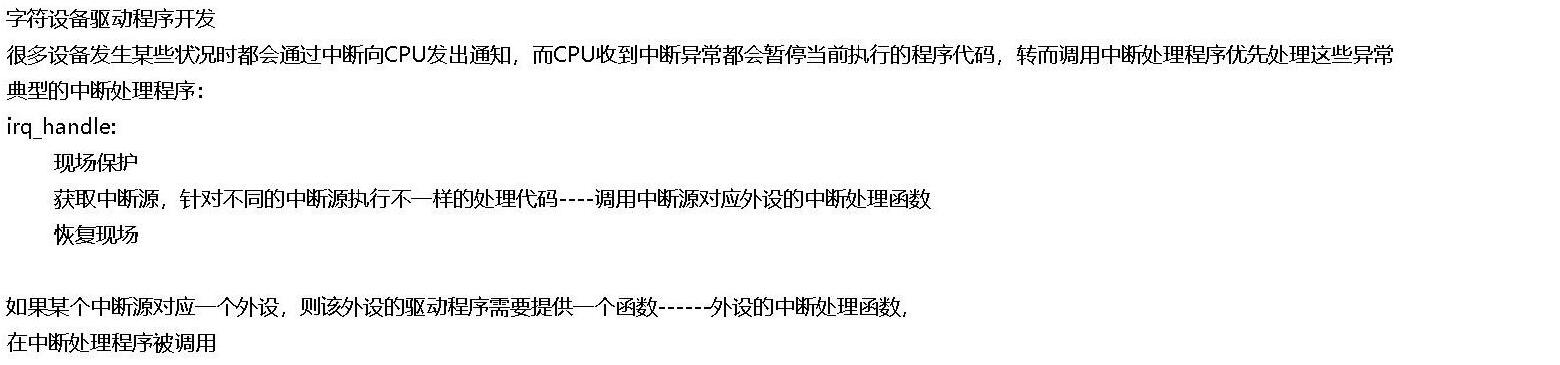 字符设备驱动程序开发
很多设备发生某些状况时都会通过中断向CPU发出通知，而CPU收到中断异常都会暂停当前执行的程序代码，转而调用中断处理程序优先处理这些异常
典型的中断处理程序：
irq_handle:
现场保护
获取中断源，针对不同的中断源执行不一样的处理代码----调用中断源对应外设的中断处理函数
恢复现场
如果某个中断源对应一个外设，则该外设的驱动程序需要提供一个函数------外设的中断处理函数，
在中断处理程序被调用